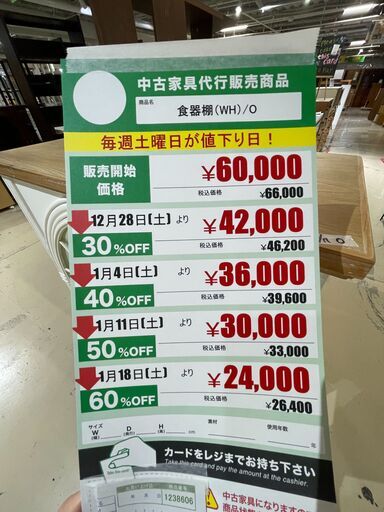 中古家具代行販売商品
商品名
食器棚(WH)/O
毎週土曜日が値下り日!
販売開始価格 ¥60,000
税込価格 ¥66,000
12月28日(土) より ¥42,000
30%OFF 税込価格 ¥46,200
1月4日(土) より ¥36,000
40%OFF 税込価格 ¥39,600
1月11日(土) より ¥30,000
50%OFF 税込価格 ¥33,000
1月18日(土) より ¥24,000
60%OFF 税込価格 ¥26,400
サイズ W(幅) D(奥行) H(高) cm 素材 使用年数 年
カードをレジまでお持ち下さい
Take this card and pay the amount at the cashier.
1238606
中古家具になりますので